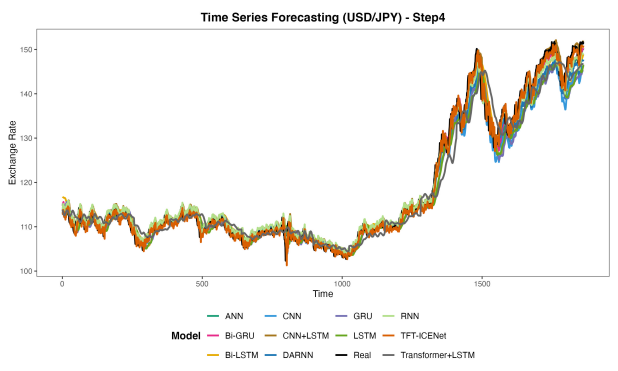 Time Series Forecasting (USD/JPY) - Step4
Exchange Rate
150
140
130
120
110
100
0 500 1000 1500
Time
Model
ANN CNN GRU RNN
Bi-GRU CNN+LSTM LSTM TFT-ICENet
Bi-LSTM DARNN Real Transformer+LSTM